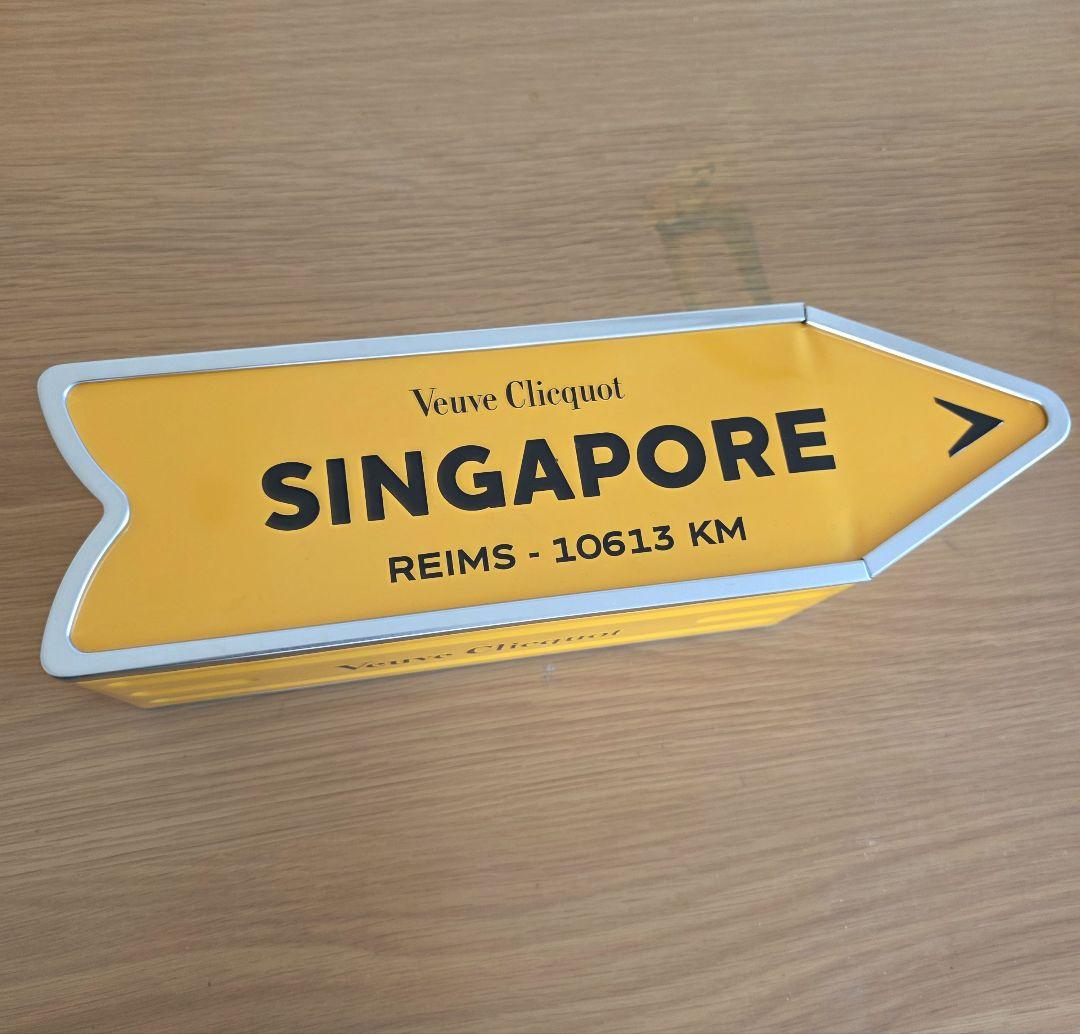 Veuve Clicquot
SINGAPORE
REIMS - 10613 KM
Veuve Clicquot